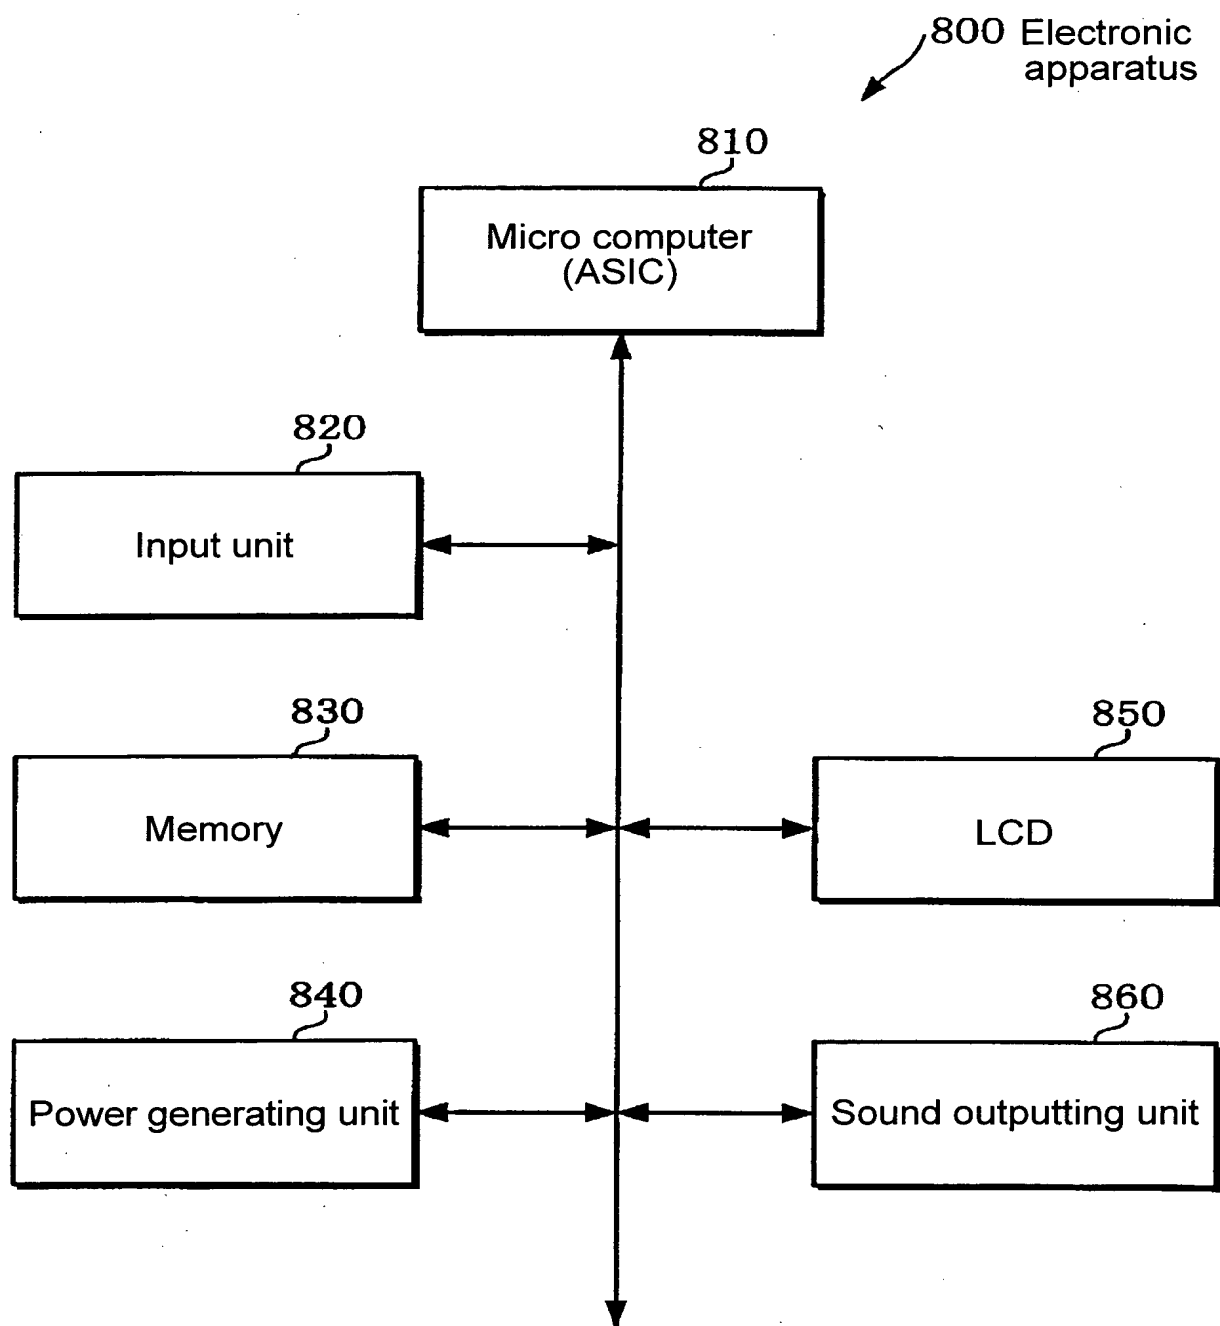 800 Electronic
apparatus
810
Micro computer
(ASIC)
820
Input unit
830
Memory
850
LCD
840
Power generating unit
860
Sound outputting unit